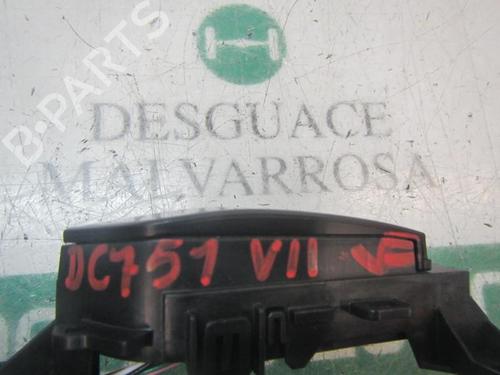 B-PARTS
DESGUACE
MALVARROSA
DC751 VII